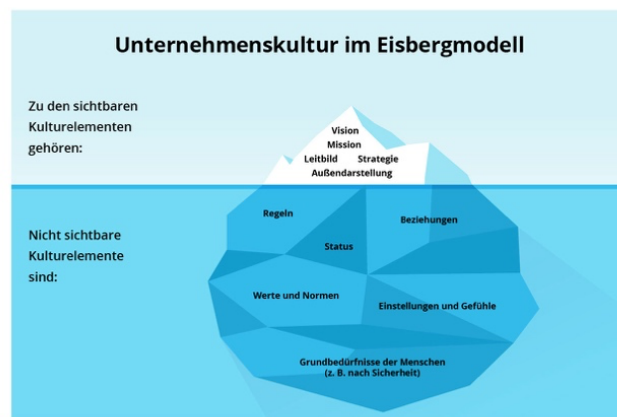 Unternehmenskultur im Eisbergmodell
Zu den sichtbaren
Kulturelementen
gehören:
Vision
Mission
Leitbild Strategie
Außendarstellung
Nicht sichtbare
Kulturelemente
sind:
Regeln
Beziehungen
Status
Werte und Normen
Einstellungen und Gefühle
Grundbedürfnisse der Menschen
(z. B. nach Sicherheit)